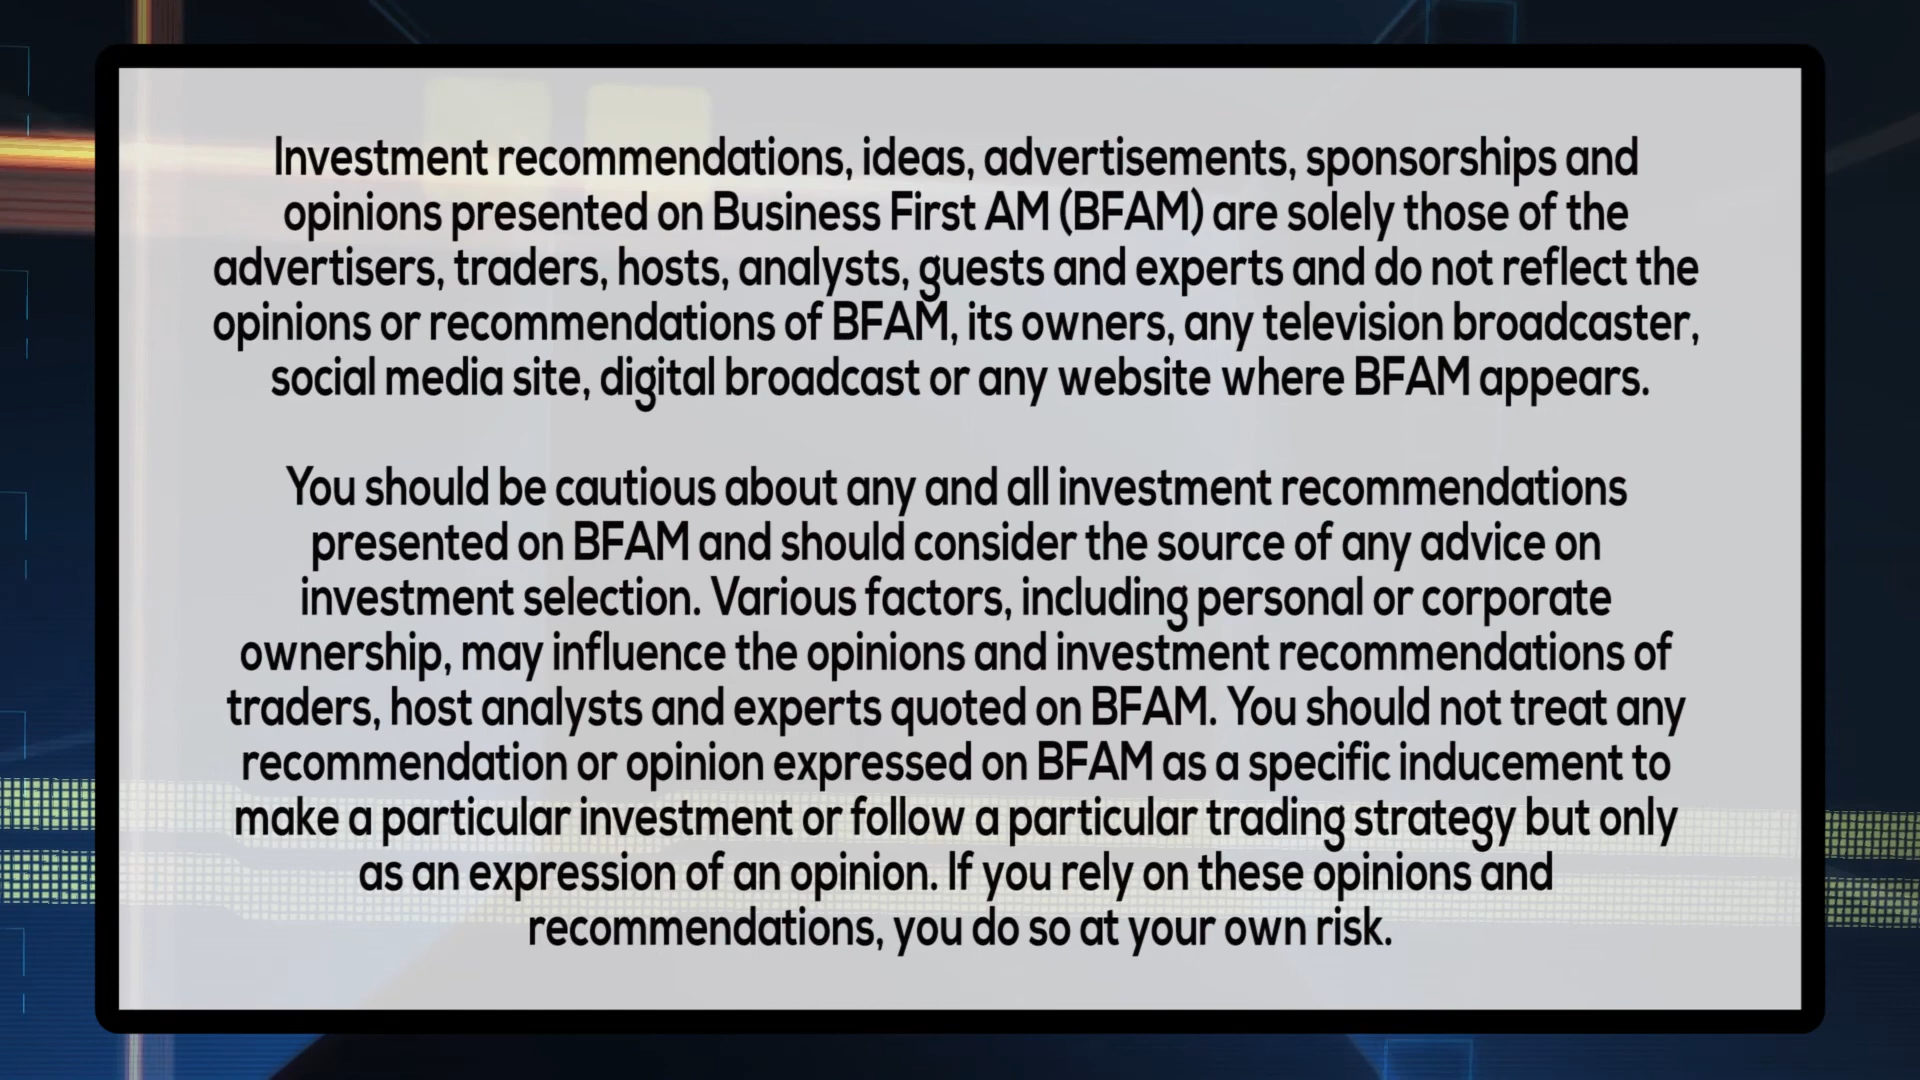 Investment recommendations, ideas, advertisements, sponsorships and
opinions presented on Business First AM (BFAM) are solely those of the
advertisers, traders, hosts, analysts, guests and experts and do not reflect the
opinions or recommendations of BFAM, its owners, any television broadcaster,
social media site, digital broadcast or any website where BFAM appears.
You should be cautious about any and all investment recommendations
presented on BFAM and should consider the source of any advice on
investment selection. Various factors, including personal or corporate
ownership, may influence the opinions and investment recommendations of
traders, host analysts and experts quoted on BFAM. You should not treat any
recommendation or opinion expressed on BFAM as a specific inducement to
make a particular investment or follow a particular trading strategy but only
as an expression of an opinion. If you rely on these opinions and
recommendations, you do so at your own risk.